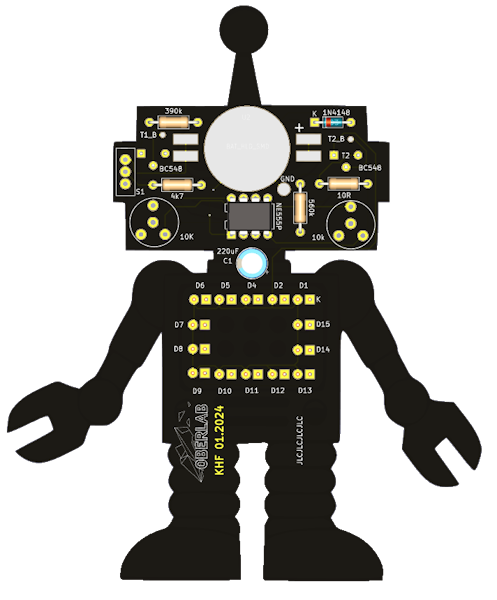 390k
K
1N4148
T1_B
+
T2_B
T2
BC548
BC548
S1
4k7
-
GND
10R
NE555P
560k
10K
10k
220uF
C1
D6 D5 D4 D2 D1
K
D7
D15
D8
D14
D9 D10 D11 D12 D13
OBERLAB
KHF 01.2024
JLCJLCJLCJLC